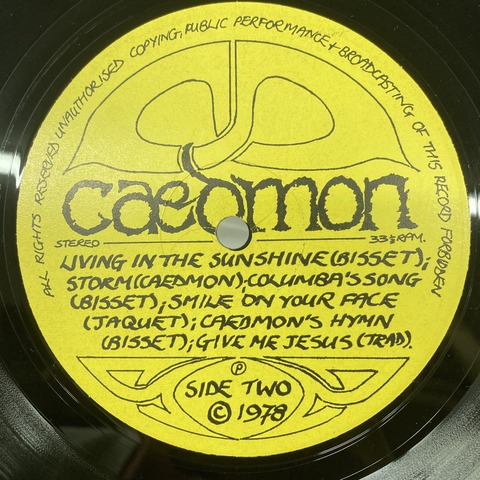 ALL RIGHTS RESERVED UNAUTHORISED COPYING, PUBLIC PERFORMANCE + BROADCASTING OF THIS RECORD FORBIDDEN
caedmon
STEREO 33⅓ R.P.M.
LIVING IN THE SUNSHINE (BISSET);
STORM (CAEDMON); COLUMBA'S SONG
(BISSET); SMILE ON YOUR FACE
(JAQUET); CAEDMON'S HYMN
(BISSET); GIVE ME JESUS (TRAD).
℗
SIDE TWO
© 1978